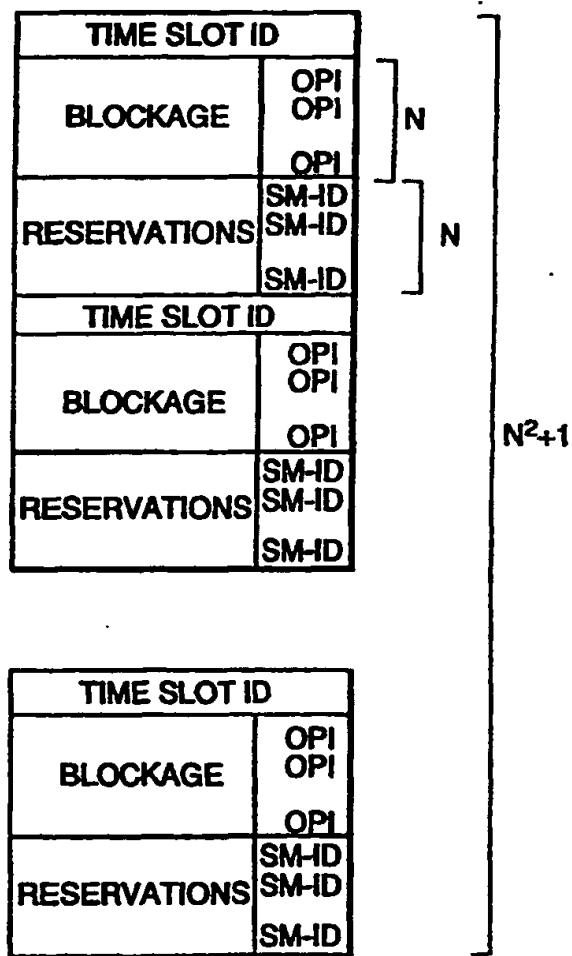 TIME SLOT ID
BLOCKAGE
OPI
OPI
OPI
N
RESERVATIONS
SM-ID
SM-ID
SM-ID
N
TIME SLOT ID
BLOCKAGE
OPI
OPI
OPI
RESERVATIONS
SM-ID
SM-ID
SM-ID
N²+1
TIME SLOT ID
BLOCKAGE
OPI
OPI
OPI
RESERVATIONS
SM-ID
SM-ID
SM-ID